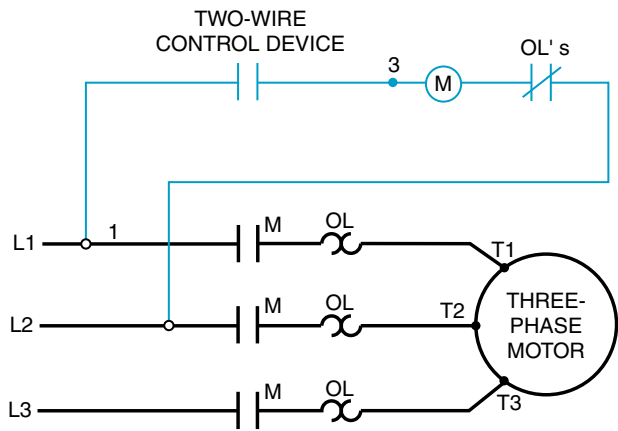 TWO-WIRE
CONTROL DEVICE
OL' s
3
M
L1
1
M
OL
T1
L2
M
OL
T2
THREE-
PHASE
MOTOR
L3
M
OL
T3